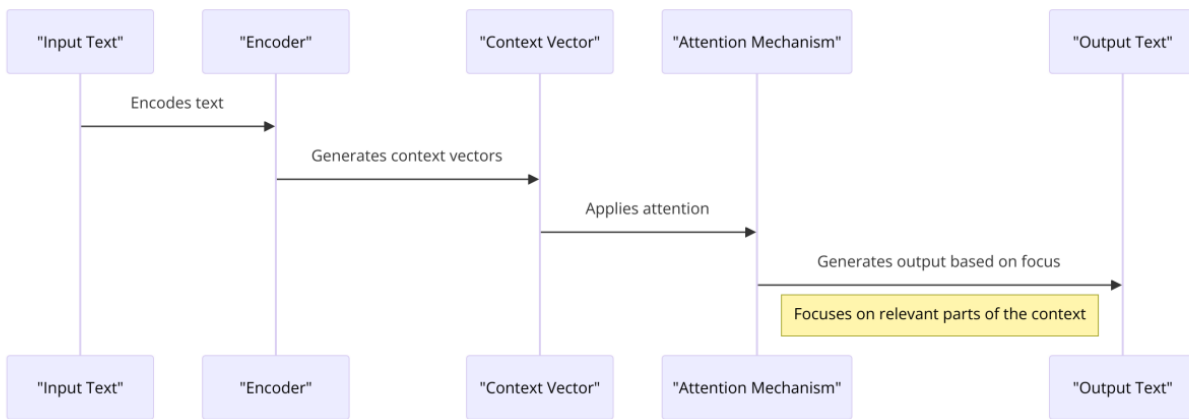 "Input Text"
"Encoder"
"Context Vector"
"Attention Mechanism"
"Output Text"
Encodes text
Generates context vectors
Applies attention
Generates output based on focus
Focuses on relevant parts of the context
"Input Text"
"Encoder"
"Context Vector"
"Attention Mechanism"
"Output Text"